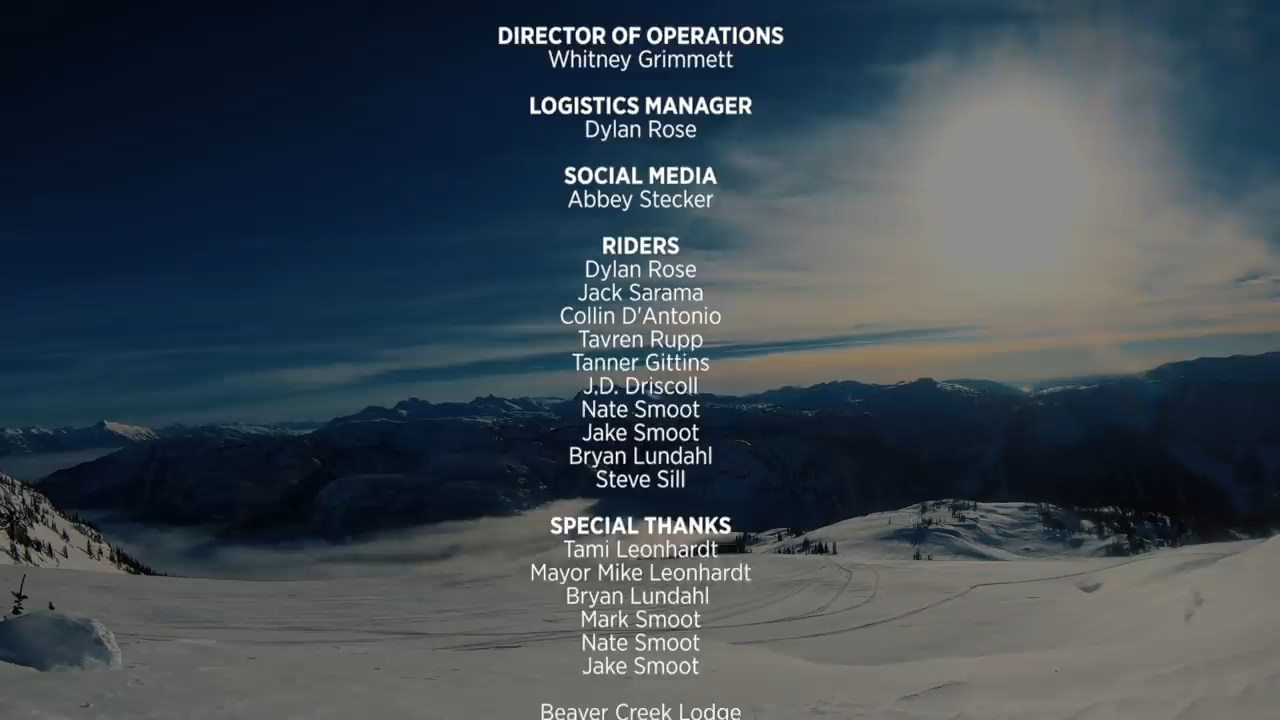 DIRECTOR OF OPERATIONS
Whitney Grimmett
LOGISTICS MANAGER
Dylan Rose
SOCIAL MEDIA
Abbey Stecker
RIDERS
Dylan Rose
Jack Sarama
Collin D'Antonio
Tavren Rupp
Tanner Gittins
J.D. Driscoll
Nate Smoot
Jake Smoot
Bryan Lundahl
Steve Sill
SPECIAL THANKS
Tami Leonhardt
Mayor Mike Leonhardt
Bryan Lundahl
Mark Smoot
Nate Smoot
Jake Smoot
Beaver Creek Lodge